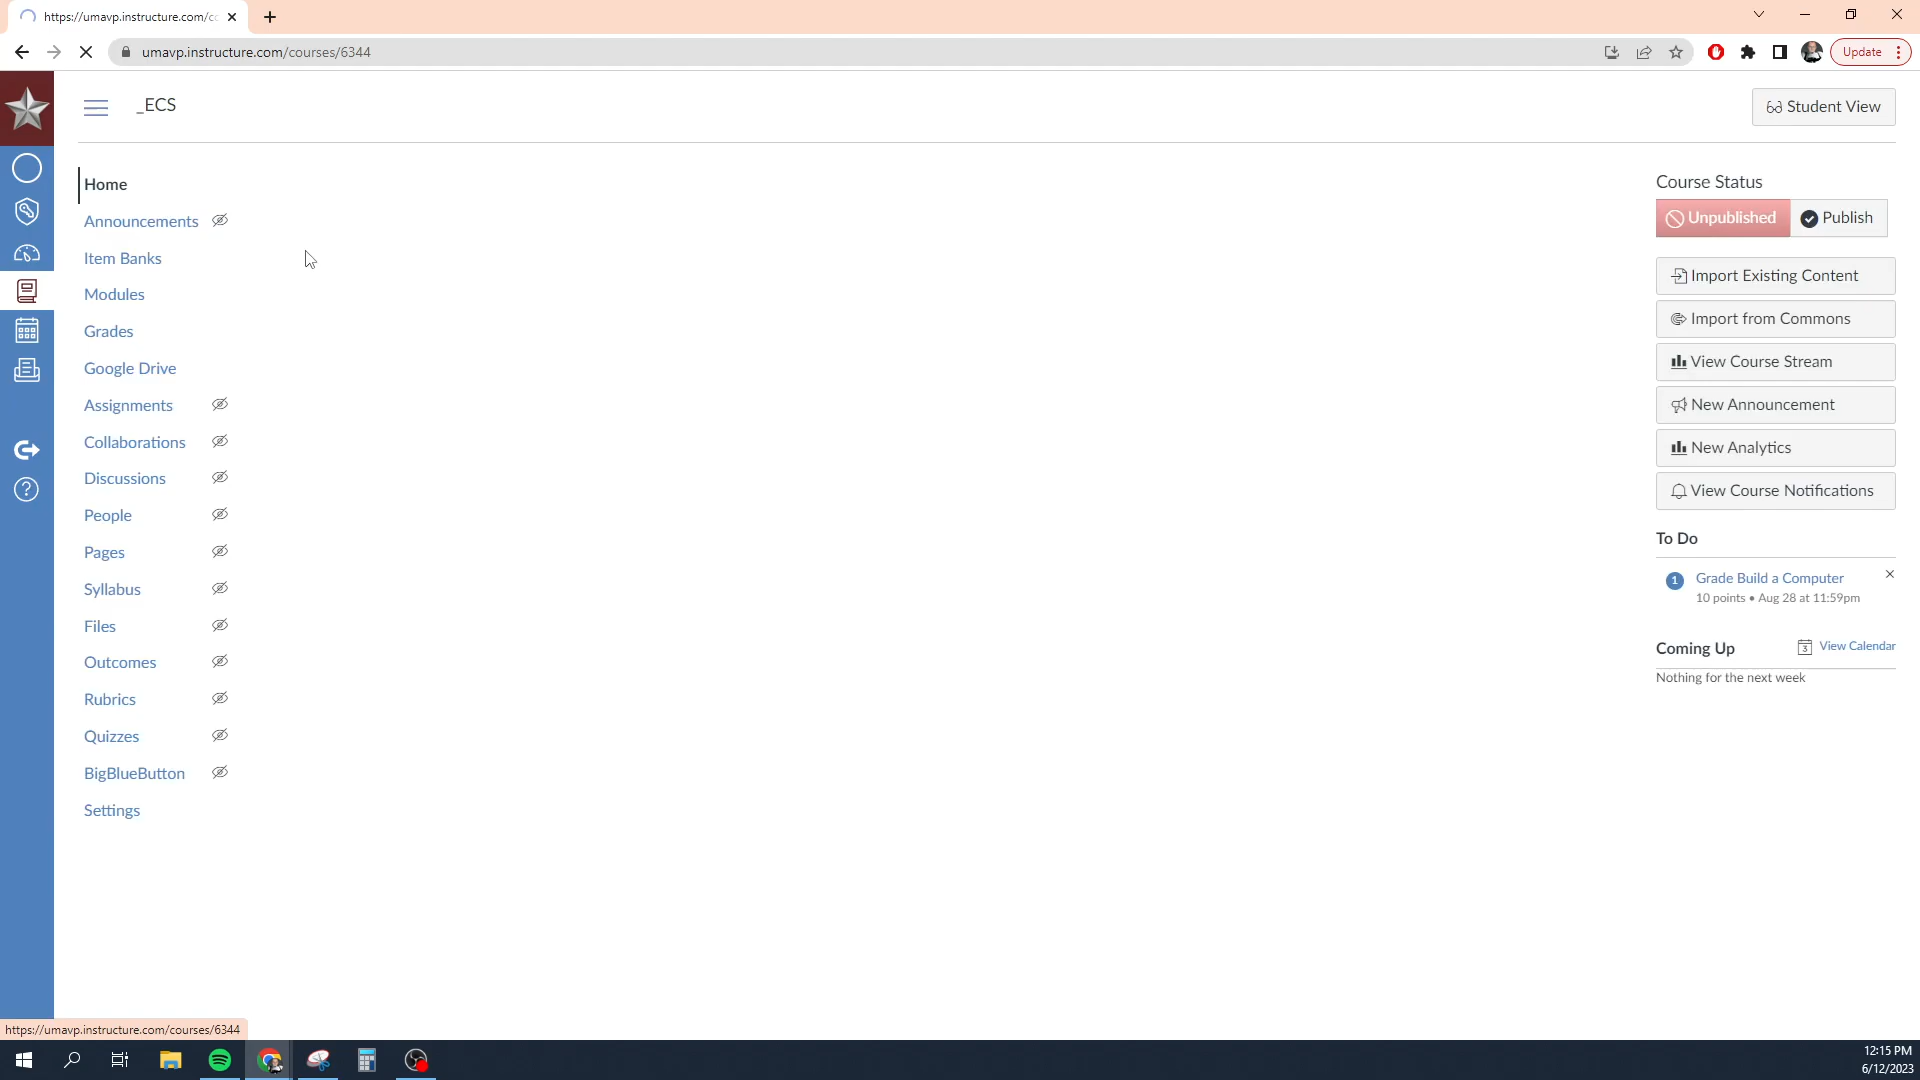 https://umavp.instructure.com/co
umavp.instructure.com/courses/6344
Update
_ECS
Student View
Home
Announcements
Item Banks
Modules
Grades
Google Drive
Assignments
Collaborations
Discussions
People
Pages
Syllabus
Files
Outcomes
Rubrics
Quizzes
BigBlueButton
Settings
Course Status
Unpublished Publish
Import Existing Content
Import from Commons
View Course Stream
New Announcement
New Analytics
View Course Notifications
To Do
1 Grade Build a Computer
10 points • Aug 28 at 11:59pm
Coming Up 3 View Calendar
Nothing for the next week
https://umavp.instructure.com/courses/6344
12:15 PM
6/12/2023